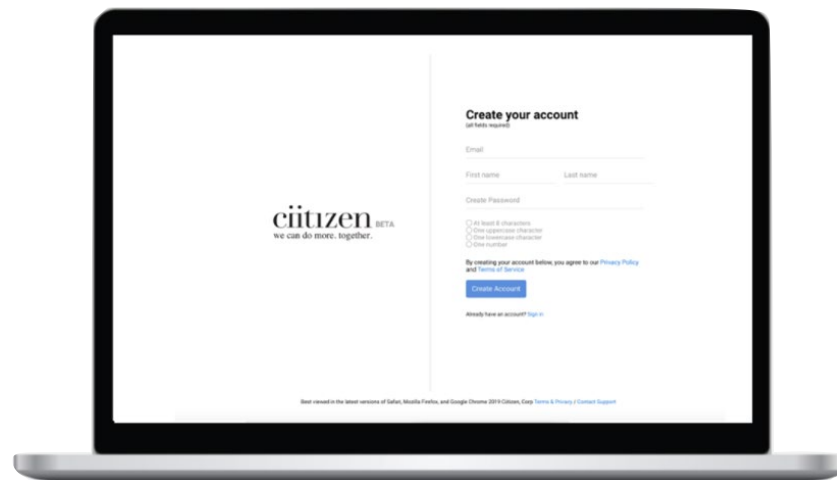 ciitizen BETA
we can do more. together.
Create your account
(all fields required)
Email
First name Last name
Create Password
At least 8 characters
One uppercase character
One lowercase character
One number
By creating your account below, you agree to our Privacy Policy
and Terms of Service
Create Account
Already have an account? Sign in
Best viewed in the latest versions of Safari, Mozilla Firefox, and Google Chrome 2019 Ciitizen, Corp Terms & Privacy / Contact Support